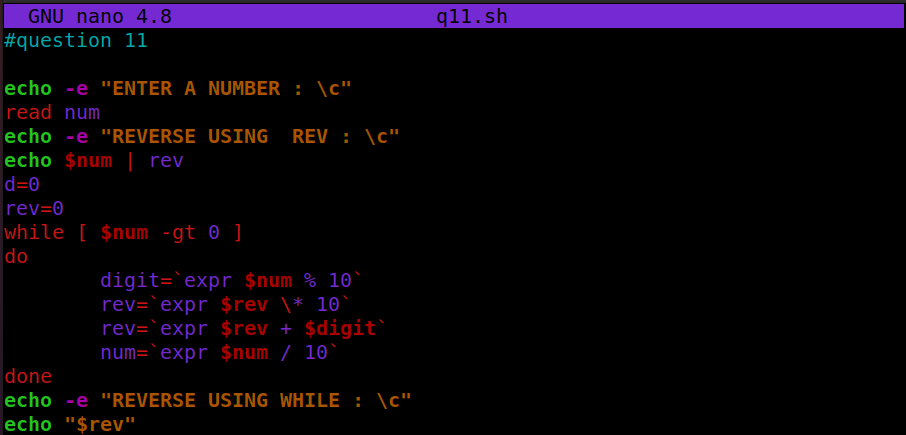 GNU nano 4.8 q11.sh
#question 11
echo -e "ENTER A NUMBER : \c"
read num
echo -e "REVERSE USING  REV : \c"
echo $num | rev
d=0
rev=0
while [ $num -gt 0 ]
do
        digit=`expr $num % 10`
        rev=`expr $rev \* 10`
        rev=`expr $rev + $digit`
        num=`expr $num / 10`
done
echo -e "REVERSE USING WHILE : \c"
echo "$rev"